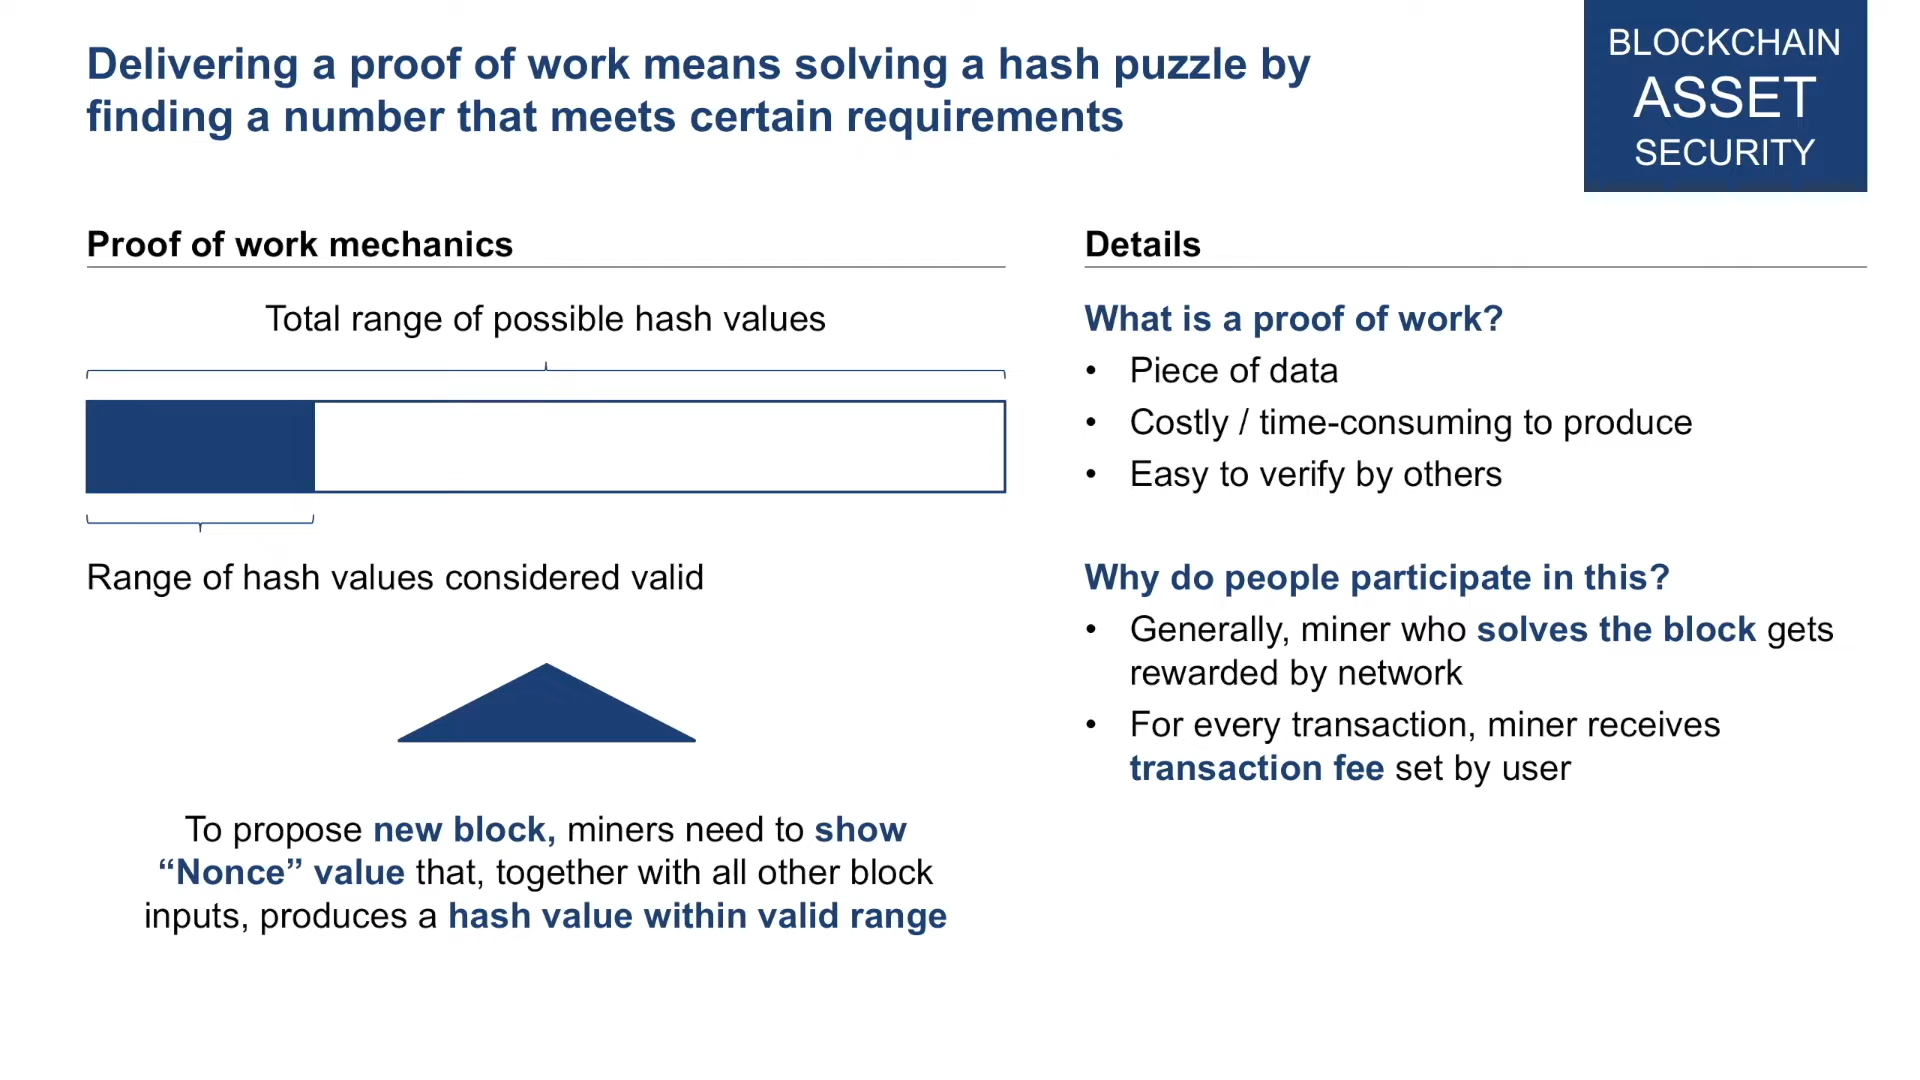 Delivering a proof of work means solving a hash puzzle by
finding a number that meets certain requirements
BLOCKCHAIN
ASSET
SECURITY
Proof of work mechanics
Total range of possible hash values
Range of hash values considered valid
To propose new block, miners need to show
“Nonce” value that, together with all other block
inputs, produces a hash value within valid range
Details
What is a proof of work?
• Piece of data
• Costly / time-consuming to produce
• Easy to verify by others
Why do people participate in this?
• Generally, miner who solves the block gets
rewarded by network
• For every transaction, miner receives
transaction fee set by user